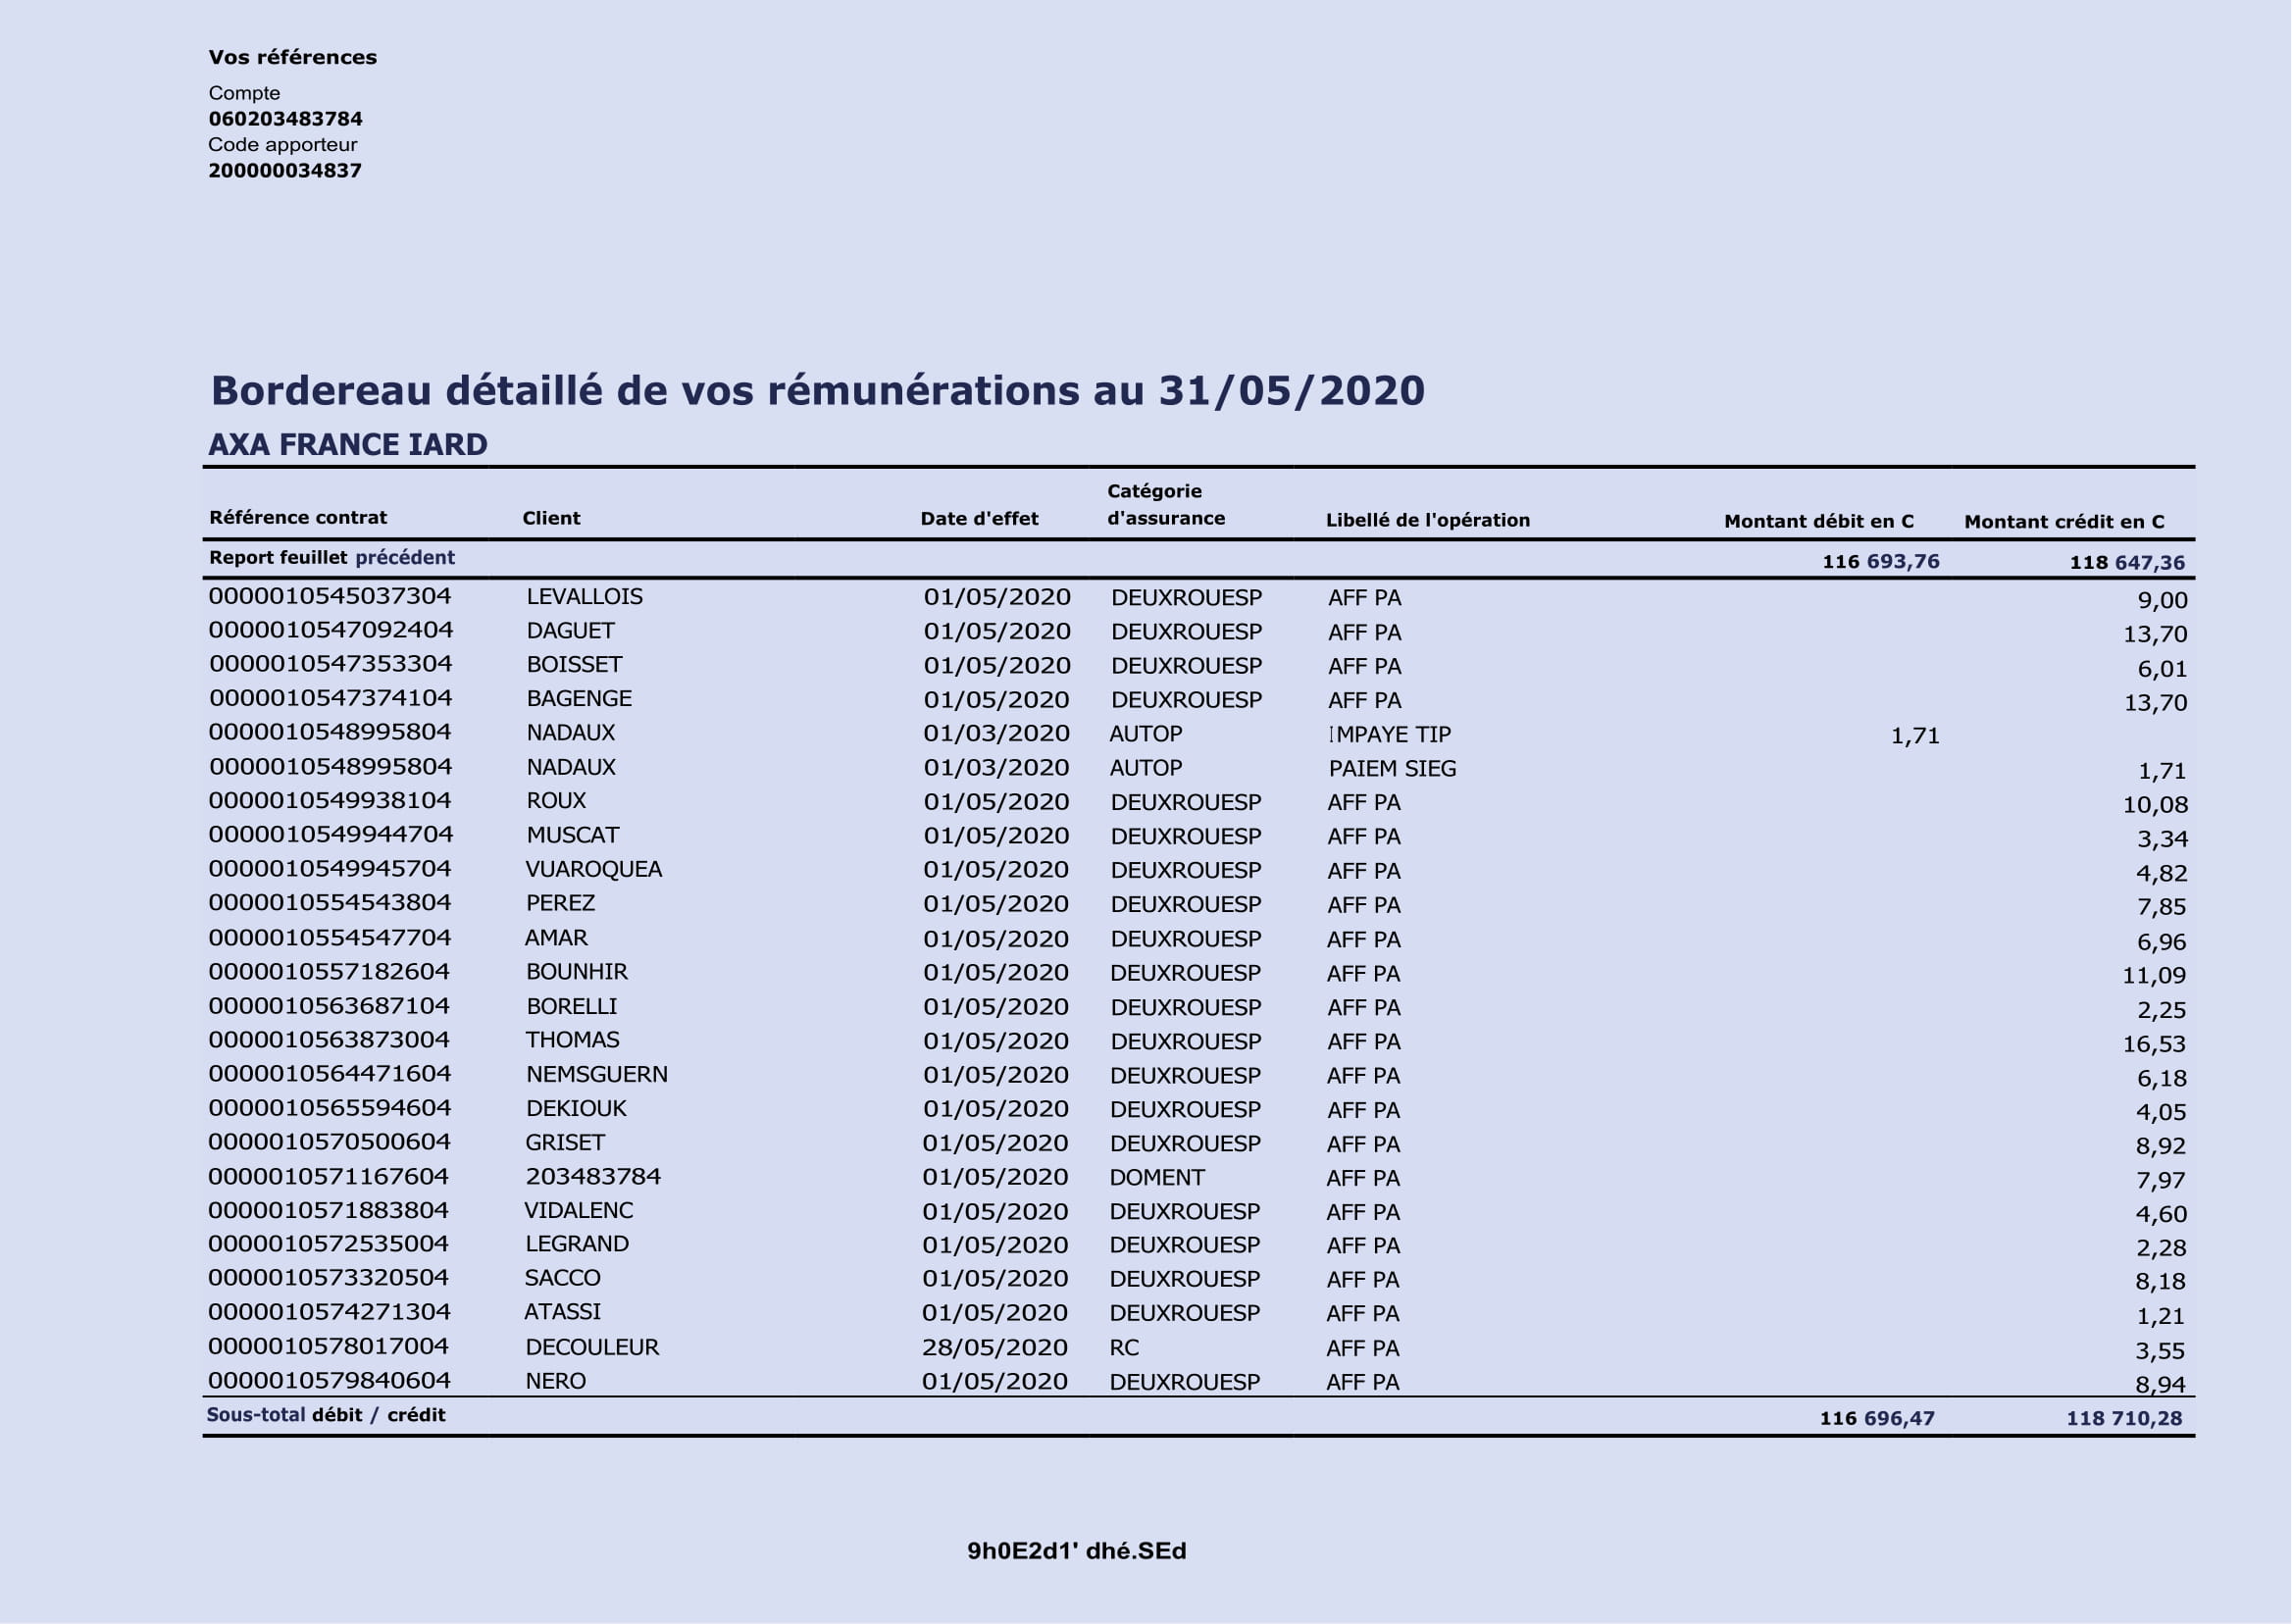 Vos références
Compte
060203483784
Code apporteur
200000034837
Bordereau détaillé de vos rémunérations au 31/05/2020
AXA FRANCE IARD
Référence contrat Client Date d'effet Catégorie d'assurance Libellé de l'opération Montant débit en C Montant crédit en C
Report feuillet précédent 116 693,76 118 647,36
0000010545037304 LEVALLOIS 01/05/2020 DEUXROUESP AFF PA 9,00
0000010547092404 DAGUET 01/05/2020 DEUXROUESP AFF PA 13,70
0000010547353304 BOISSET 01/05/2020 DEUXROUESP AFF PA 6,01
0000010547374104 BAGENGE 01/05/2020 DEUXROUESP AFF PA 13,70
0000010548995804 NADAUX 01/03/2020 AUTOP IMPAYE TIP 1,71
0000010548995804 NADAUX 01/03/2020 AUTOP PAIEM SIEG 1,71
0000010549938104 ROUX 01/05/2020 DEUXROUESP AFF PA 10,08
0000010549944704 MUSCAT 01/05/2020 DEUXROUESP AFF PA 3,34
0000010549945704 VUAROQUEA 01/05/2020 DEUXROUESP AFF PA 4,82
0000010554543804 PEREZ 01/05/2020 DEUXROUESP AFF PA 7,85
0000010554547704 AMAR 01/05/2020 DEUXROUESP AFF PA 6,96
0000010557182604 BOUNHIR 01/05/2020 DEUXROUESP AFF PA 11,09
0000010563687104 BORELLI 01/05/2020 DEUXROUESP AFF PA 2,25
0000010563873004 THOMAS 01/05/2020 DEUXROUESP AFF PA 16,53
0000010564471604 NEMSGUERN 01/05/2020 DEUXROUESP AFF PA 6,18
0000010565594604 DEKIOUK 01/05/2020 DEUXROUESP AFF PA 4,05
0000010570500604 GRISET 01/05/2020 DEUXROUESP AFF PA 8,92
0000010571167604 203483784 01/05/2020 DOMENT AFF PA 7,97
0000010571883804 VIDALENC 01/05/2020 DEUXROUESP AFF PA 4,60
0000010572535004 LEGRAND 01/05/2020 DEUXROUESP AFF PA 2,28
0000010573320504 SACCO 01/05/2020 DEUXROUESP AFF PA 8,18
0000010574271304 ATASSI 01/05/2020 DEUXROUESP AFF PA 1,21
0000010578017004 DECOULEUR 28/05/2020 RC AFF PA 3,55
0000010579840604 NERO 01/05/2020 DEUXROUESP AFF PA 8,94
Sous-total débit / crédit 116 696,47 118 710,28
9h0E2d1' dhé.SEd